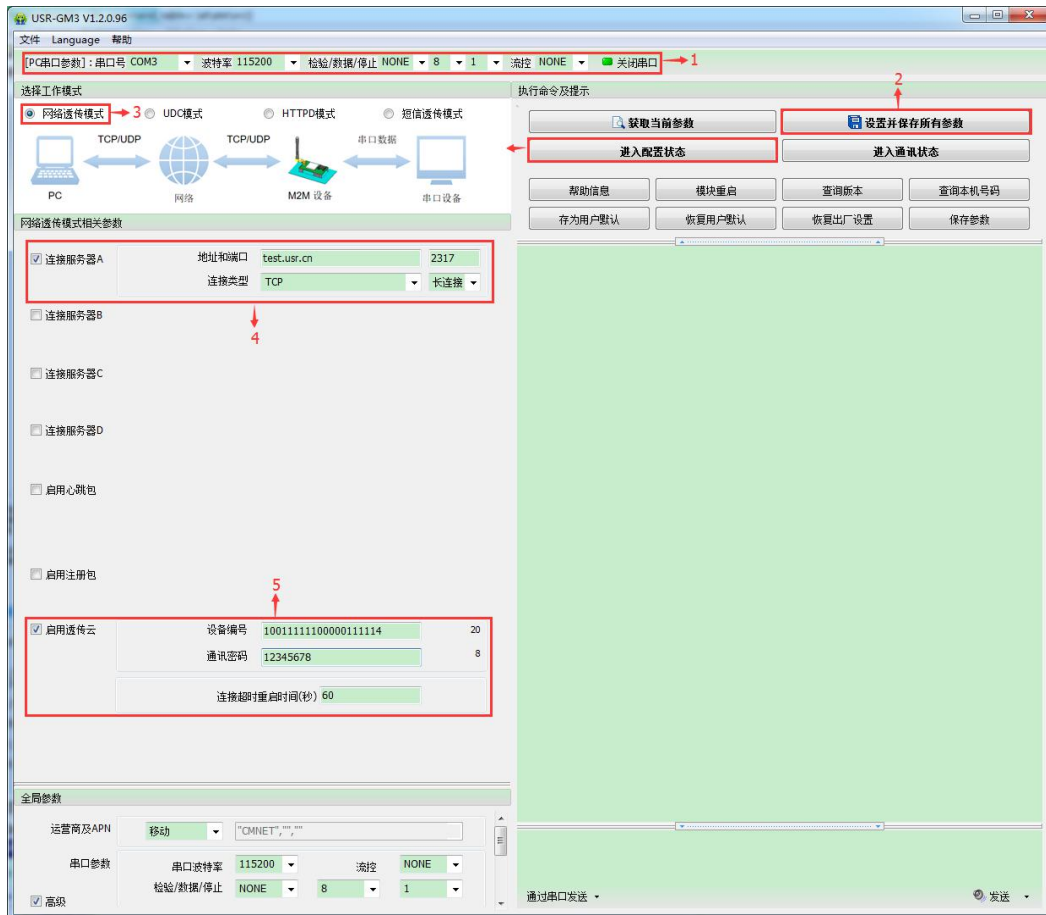 USR-GM3 V1.2.0.96
文件 Language 帮助
[PC串口参数]:串口号 COM3 波特率 115200 检验/数据/停止 NONE 8 1 流控 NONE 关闭串口 1
选择工作模式
网络透传模式 3 UDC模式 HTTPD模式 短信透传模式
TCP/UDP TCP/UDP 串口数据
PC 网络 M2M 设备 串口设备
网络透传模式相关参数
连接服务器A 地址和端口 test.usr.cn 2317
连接类型 TCP 长连接
4
连接服务器B
连接服务器C
连接服务器D
启用心跳包
启用注册包
5
启用透传云 设备编号 10011111100000111114 20
通讯密码 12345678 8
连接超时重启时间(秒) 60
全局参数
运营商及APN 移动 "CMNET","",""
串口参数 串口波特率 115200 流控 NONE
检验/数据/停止 NONE 8 1
高级
执行命令及提示
2
获取当前参数 设置并保存所有参数
进入配置状态 进入通讯状态
帮助信息 模块重启 查询版本 查询本机号码
存为用户默认 恢复用户默认 恢复出厂设置 保存参数
通过串口发送 发送